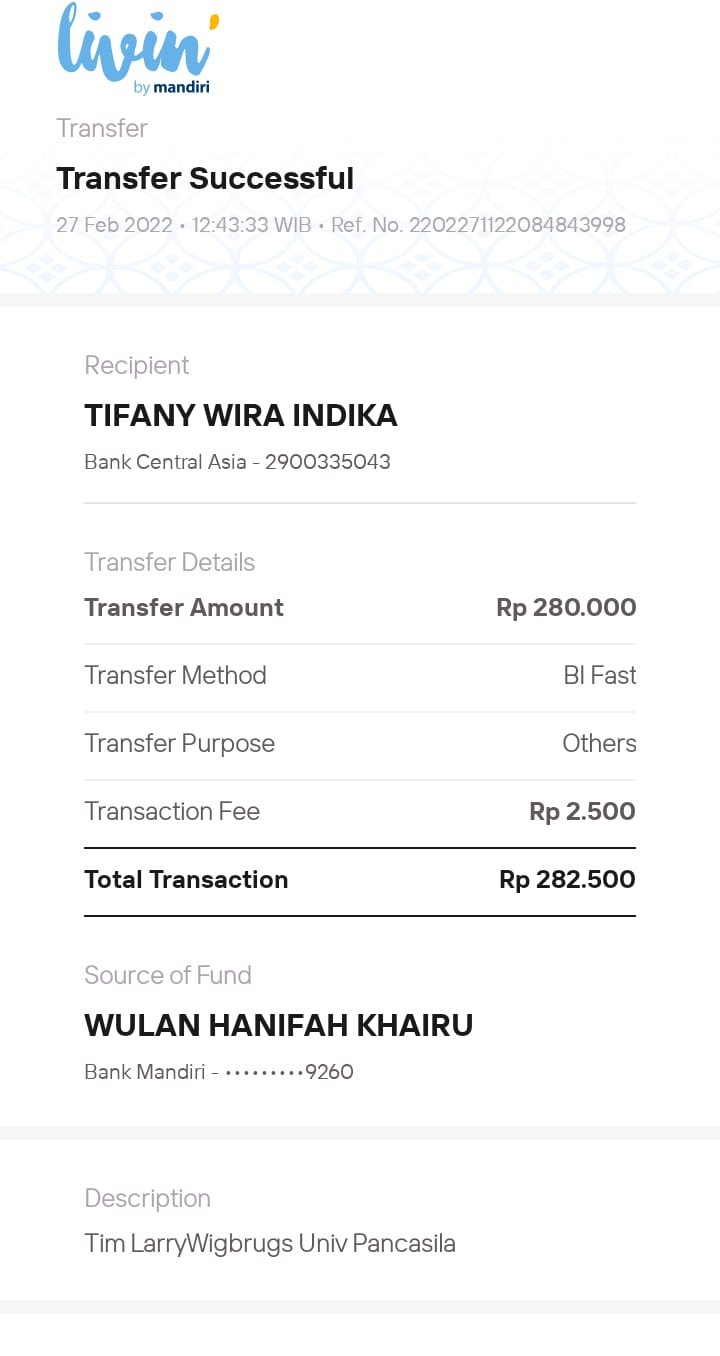 livin'
by mandiri
Transfer
Transfer Successful
27 Feb 2022 • 12:43:33 WIB • Ref. No. 2202271122084843998
Recipient
TIFANY WIRA INDIKA
Bank Central Asia - 2900335043
Transfer Details
Transfer Amount Rp 280.000
Transfer Method BI Fast
Transfer Purpose Others
Transaction Fee Rp 2.500
Total Transaction Rp 282.500
Source of Fund
WULAN HANIFAH KHAIRU
Bank Mandiri - •••••••••9260
Description
Tim LarryWigbrugs Univ Pancasila